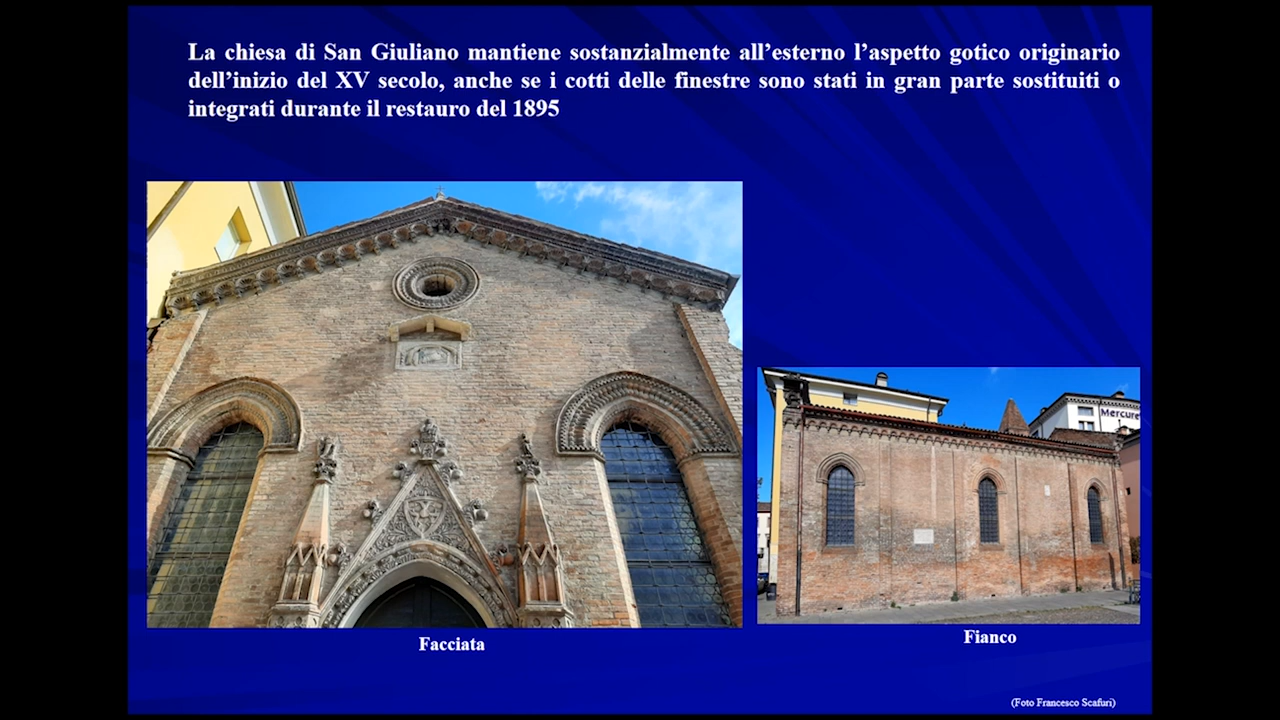 La chiesa di San Giuliano mantiene sostanzialmente all’esterno l’aspetto gotico originario
dell’inizio del XV secolo, anche se i cotti delle finestre sono stati in gran parte sostituiti o
integrati durante il restauro del 1895
Mercure
Facciata
Fianco
(Foto Francesco Scafuri)